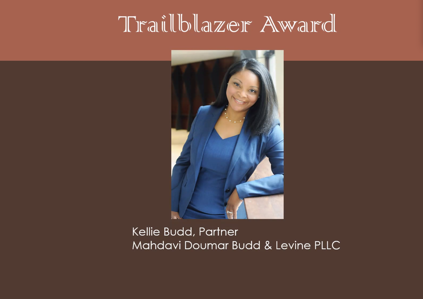 Trailblazer Award
Kellie Budd, Partner
Mahdavi Doumar Budd & Levine PLLC